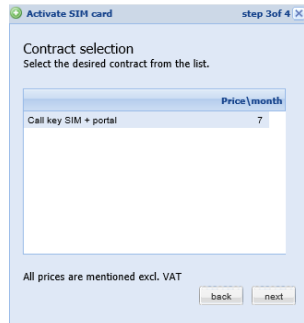 Activate SIM card step 3of 4
Contract selection
Select the desired contract from the list.
Price\month
Call key SIM + portal 7
All prices are mentioned excl. VAT
back next